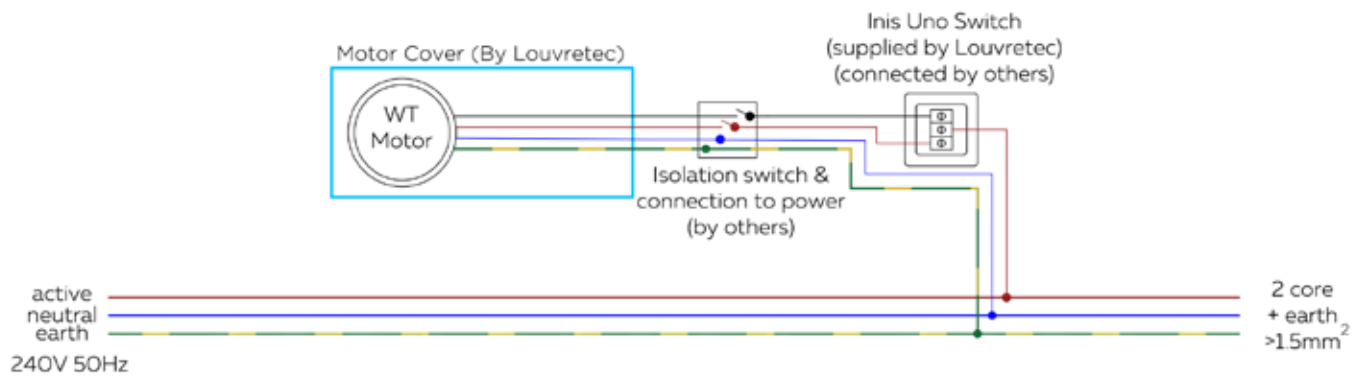 Inis Uno Switch
(supplied by Louvretec)
(connected by others)
Motor Cover (By Louvretec)
WT
Motor
Isolation switch &
connection to power
(by others)
active
neutral
earth
240V 50Hz
2 core
+ earth
>1.5mm²